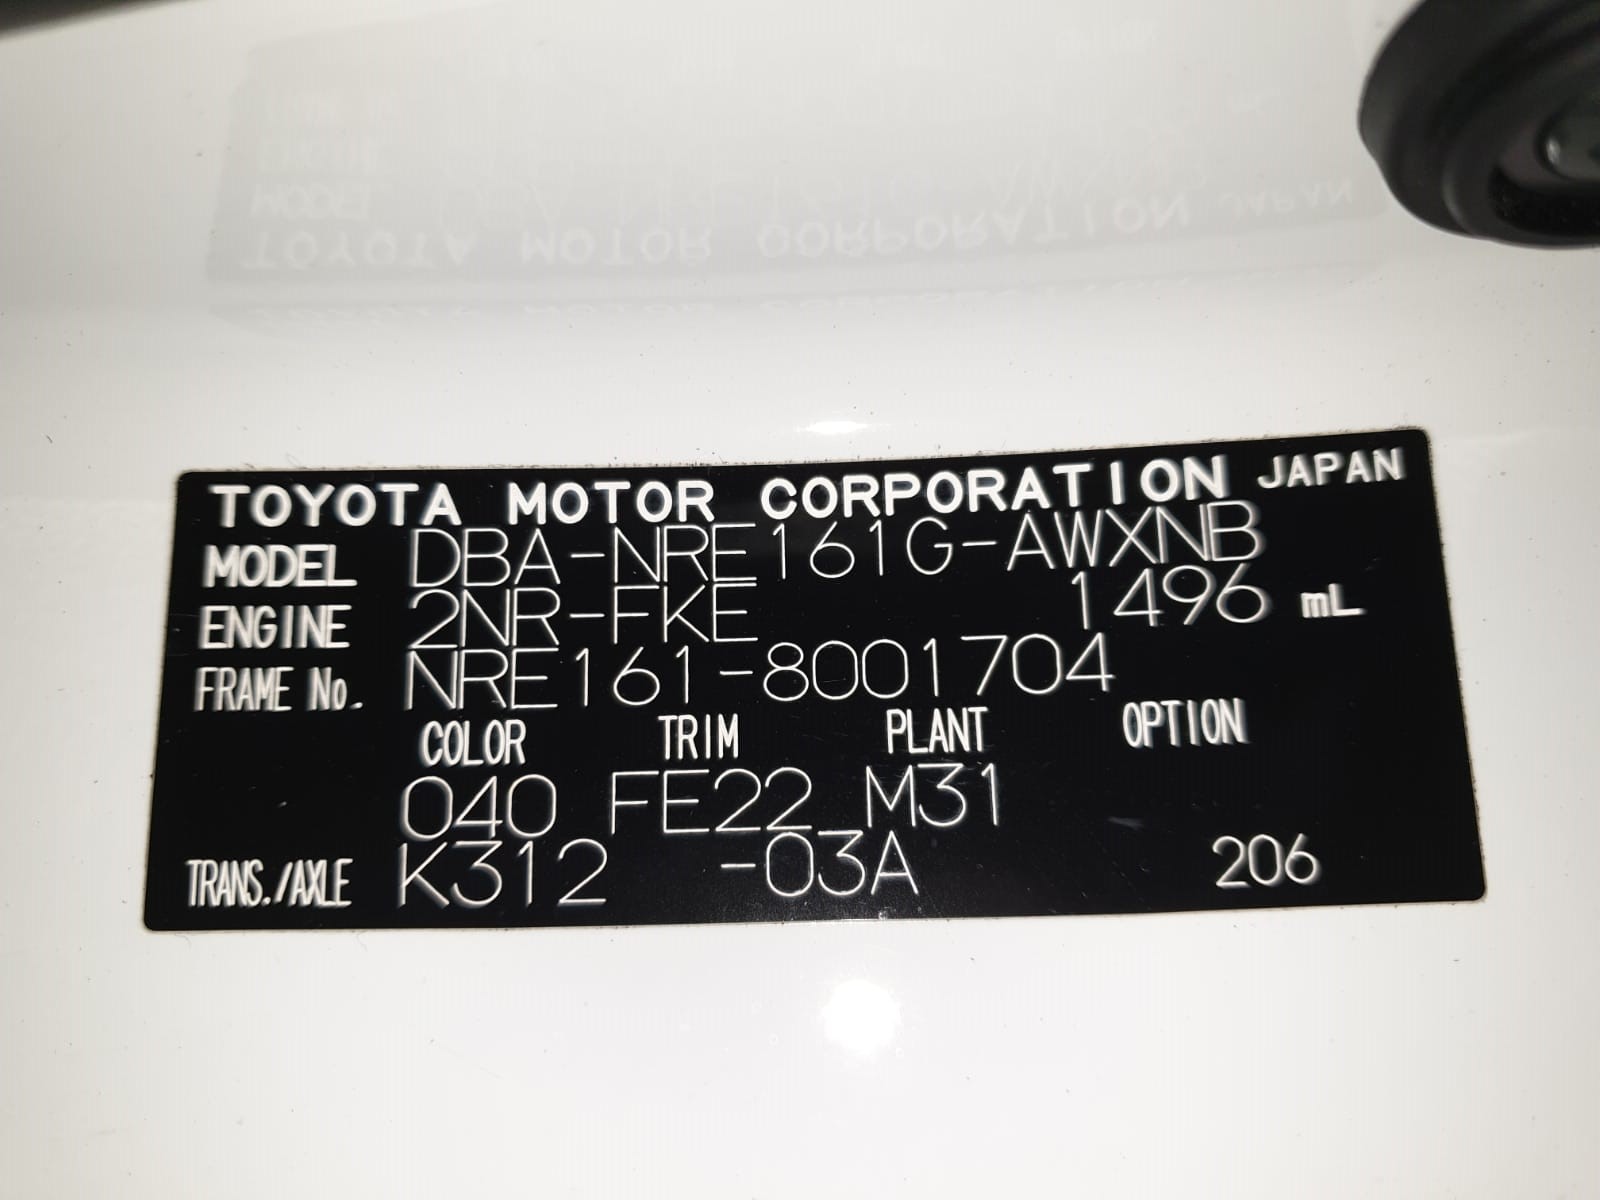 TOYOTA MOTOR CORPORATION JAPAN
MODEL DBA-NRE161G-AWXNB
ENGINE 2NR-FKE 1496 mL
FRAME No. NRE161-8001704
COLOR TRIM PLANT OPTION
040 FE22 M31
TRANS./AXLE K312 -03A 206